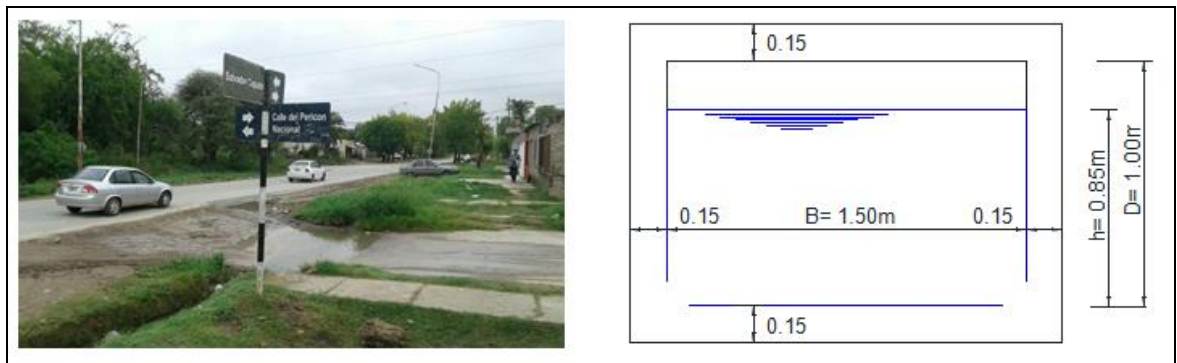 Calle del Pericon
Nacional
0.15
0.15
B= 1.50m
0.15
0.15
h= 0.85m
D= 1.00m